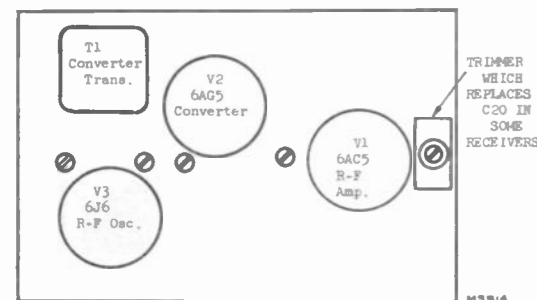 T1
Converter
Trans.
V2
6AG5
Converter
TRIMMER
WHICH
REPLACES
C20 IN
SOME
RECEIVERS
V1
6AC5
R-F
Amp.
V3
6J6
R-F Osc.